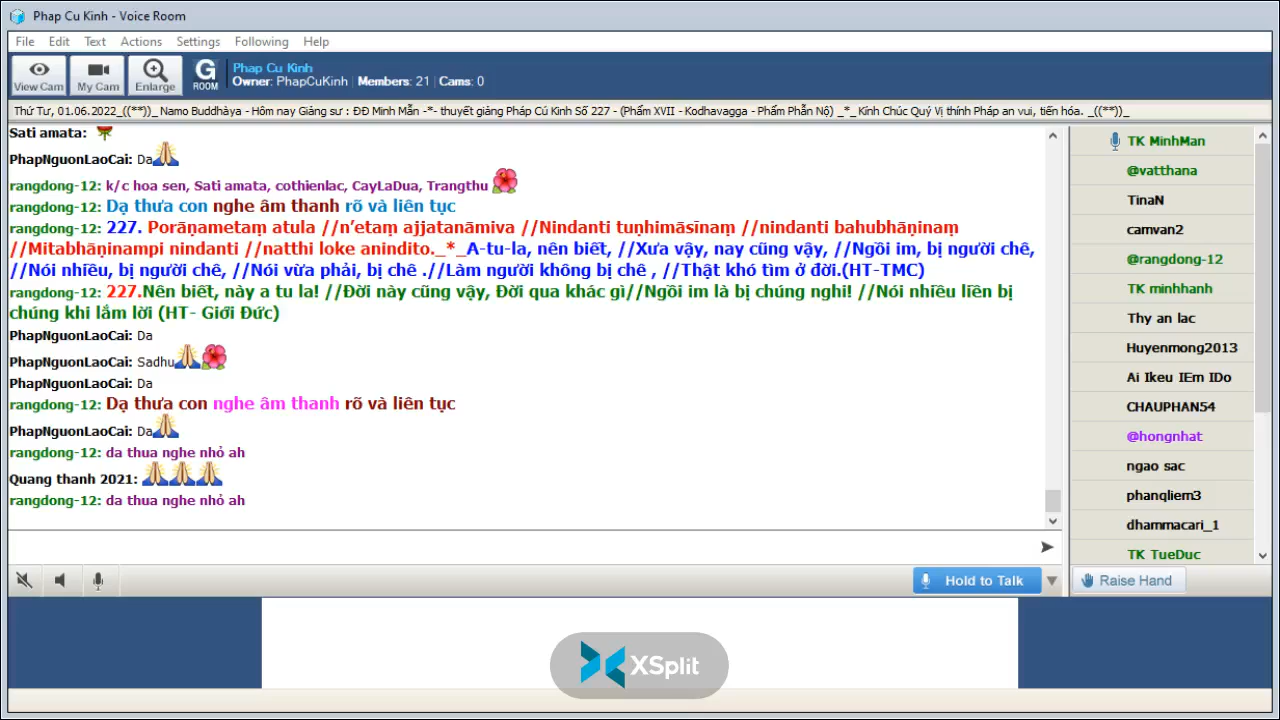 Phap Cu Kinh - Voice Room
File Edit Text Actions Settings Following Help
View Cam My Cam Enlarge G ROOM
Phap Cu Kinh
Owner: PhapCuKinh | Members: 21 | Cams: 0
Thứ Tư, 01.06.2022_((**))_ Namo Buddhàya - Hôm nay Giảng sư : ĐĐ Minh Mẫn -*- thuyết giảng Pháp Cú Kinh Số 227 - (Phẩm XVII - Kodhavagga - Phẩm Phẫn Nộ) _*_ Kính Chúc Quý Vị thính Pháp an vui, tiến hóa. _((**))_
Sati amata:
PhapNguonLaoCai: Da
rangdong-12: k/c hoa sen, Sati amata, cothienlac, CayLaDua, Trangthu
rangdong-12: Dạ thưa con nghe âm thanh rõ và liên tục
rangdong-12: 227. Porāṇametaṃ atula //n’etaṃ ajjatanāmiva //Nindanti tuṇhimāsīnaṃ //nindanti bahubhāṇinaṃ
//Mitabhāṇinampi nindanti //natthi loke anindito._*_A-tu-la, nên biết, //Xưa vậy, nay cũng vậy, //Ngồi im, bị người chê,
//Nói nhiều, bị người chê, //Nói vừa phải, bị chê .//Làm người không bị chê , //Thật khó tìm ở đời.(HT-TMC)
rangdong-12: 227.Nên biết, này a tu la! //Đời này cũng vậy, Đời qua khác gì//Ngồi im là bị chúng nghi! //Nói nhiều liền bị
chúng khi lắm lời (HT- Giới Đức)
PhapNguonLaoCai: Da
PhapNguonLaoCai: Sadhu
PhapNguonLaoCai: Da
rangdong-12: Dạ thưa con nghe âm thanh rõ và liên tục
PhapNguonLaoCai: Da
rangdong-12: da thua nghe nhỏ ah
Quang thanh 2021:
rangdong-12: da thua nghe nhỏ ah
TK MinhMan
@vatthana
TinaN
camvan2
@rangdong-12
TK minhhanh
Thy an lac
Huyenmong2013
Ai Ikeu IEm IDo
CHAUPHAN54
@hongnhat
ngao sac
phanqliem3
dhammacari_1
TK TueDuc
Hold to Talk
Raise Hand
XSplit